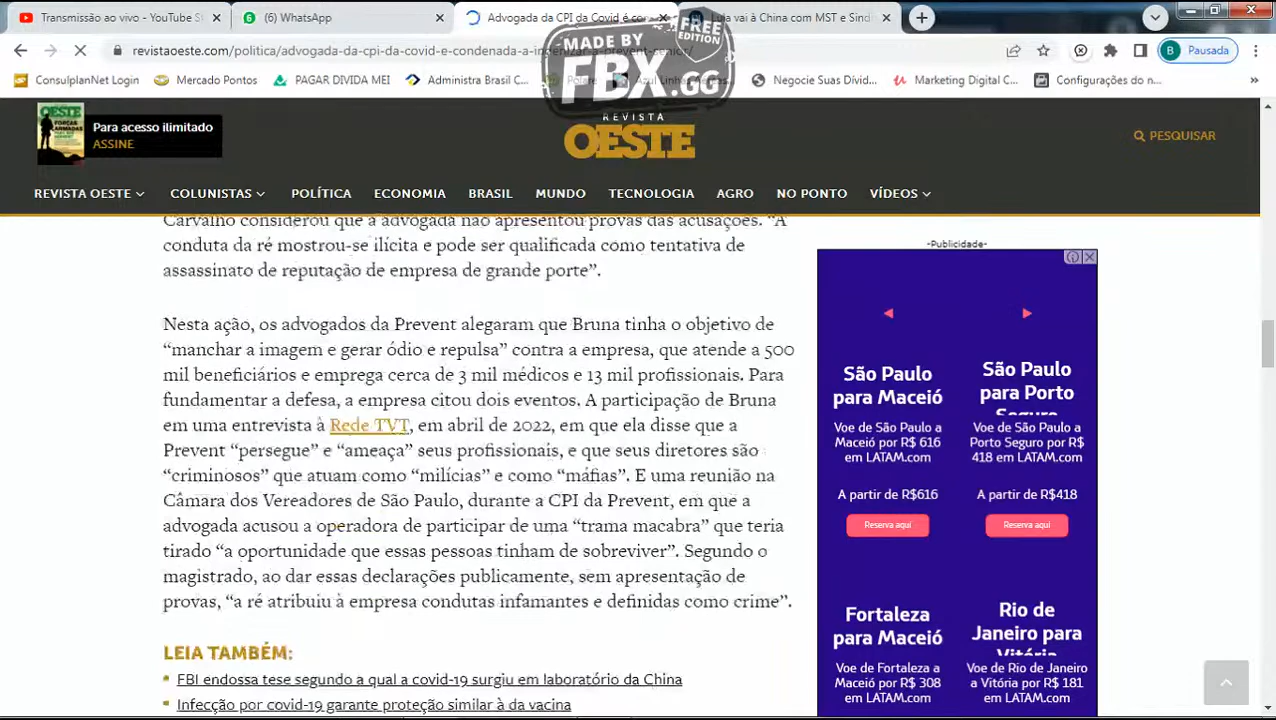 Transmissão ao vivo - YouTube S
(6) WhatsApp
Advogada da CPI da Covid é con
vai à China com MST e Sind
revistaoeste.com/politica/advogada-da-cpi-da-covid-e-condenada-a-indenizar-a-prevent-senior/
B Pausada
ConsulplanNet Login
Mercado Pontos
PAGAR DIVIDA MEI
Administra Brasil C...
Azul Linhas Aéreas...
Negocie Suas Dívid...
Marketing Digital C...
Configurações do n...
MADE BY
FREE EDITION
FBX.GG
Para acesso ilimitado
ASSINE
REVISTA
OESTE
PESQUISAR
REVISTA OESTE COLUNISTAS POLÍTICA ECONOMIA BRASIL MUNDO TECNOLOGIA AGRO NO PONTO VÍDEOS
Carvalho considerou que a advogada não apresentou provas das acusações. “A
conduta da ré mostrou-se ilícita e pode ser qualificada como tentativa de
assassinato de reputação de empresa de grande porte”.
Nesta ação, os advogados da Prevent alegaram que Bruna tinha o objetivo de
“manchar a imagem e gerar ódio e repulsa” contra a empresa, que atende a 500
mil beneficiários e emprega cerca de 3 mil médicos e 13 mil profissionais. Para
fundamentar a defesa, a empresa citou dois eventos. A participação de Bruna
em uma entrevista à Rede TVT, em abril de 2022, em que ela disse que a
Prevent “persegue” e “ameaça” seus profissionais, e que seus diretores são
“criminosos” que atuam como “milícias” e como “máfias”. E uma reunião na
Câmara dos Vereadores de São Paulo, durante a CPI da Prevent, em que a
advogada acusou a operadora de participar de uma “trama macabra” que teria
tirado “a oportunidade que essas pessoas tinham de sobreviver”. Segundo o
magistrado, ao dar essas declarações publicamente, sem apresentação de
provas, “a ré atribuiu à empresa condutas infamantes e definidas como crime”.
LEIA TAMBÉM:
FBI endossa tese segundo a qual a covid-19 surgiu em laboratório da China
Infecção por covid-19 garante proteção similar à da vacina
-Publicidade-
São Paulo
para Maceió
Voe de São Paulo a
Maceió por R$ 616
em LATAM.com
A partir de R$616
Reserva aqui
São Paulo
para Porto
Seguro
Voe de São Paulo a
Porto Seguro por R$
418 em LATAM.com
A partir de R$418
Reserva aqui
Fortaleza
para Maceió
Voe de Fortaleza a
Maceió por R$ 308
em LATAM.com
Rio de
Janeiro para
Vitória
Voe de Rio de Janeiro
a Vitória por R$ 181
em LATAM.com